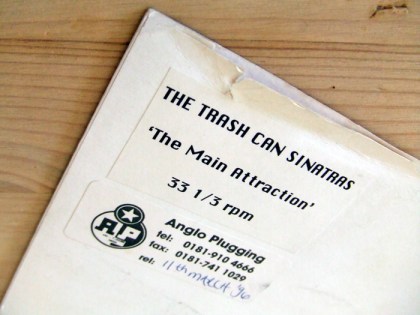 THE TRASH CAN SINATRAS
'The Main Attraction'
33 1/3 rpm
AP
Anglo Plugging
tel: 0181-910 4666
fax: 0181-741 1029
rel: 11th MARCH 96